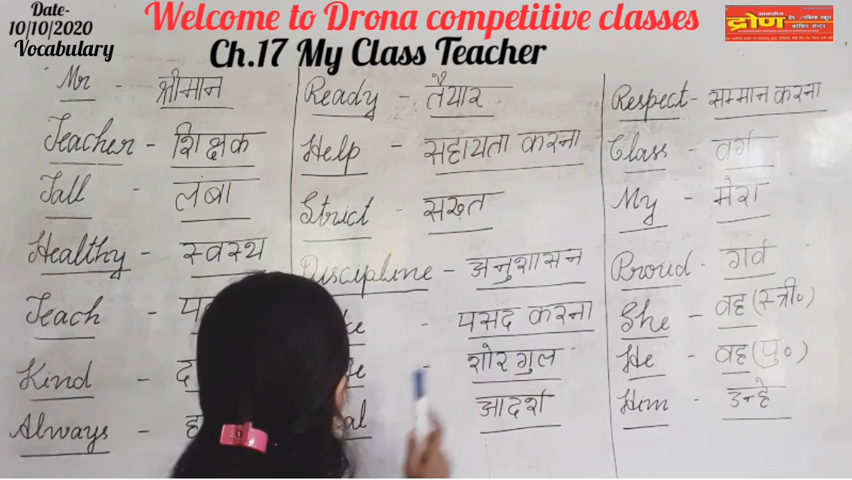 Date-
10/10/2020
Vocabulary
Welcome to Drona competitive classes
Ch.17 My Class Teacher
द्रोण
Mr - श्रीमान
Teacher - शिक्षक
Tall - लंबा
Healthy - स्वस्थ
Teach -
Kind -
Always -
Ready - तैयार
Help - सहायता करना
Strict - सख्त
Discipline - अनुशासन
- पसद करना
- शोरगुल
आदर्श
Respect - सम्मान करना
Class - वर्ग
My - मेरा
Proud - गर्व
She - वह (स्त्री०)
He - वह (पु०)
Him - उन्हे